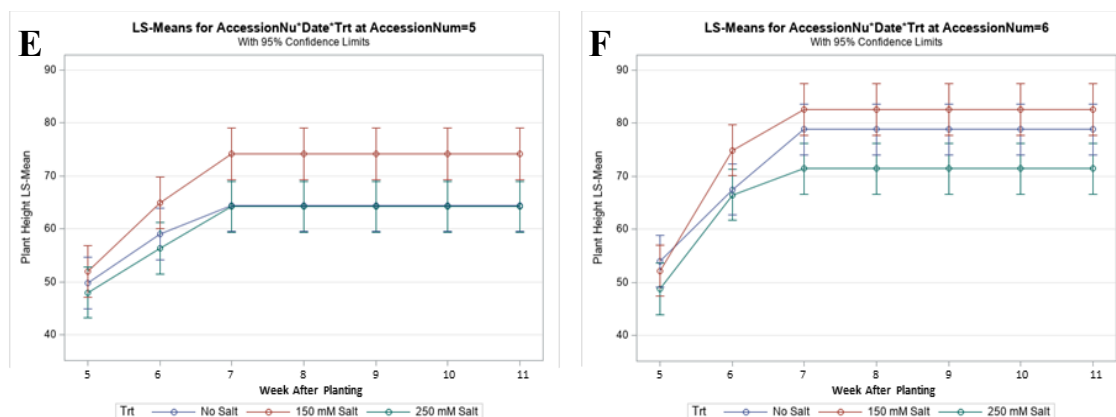 E
LS-Means for AccessionNu*Date*Trt at AccessionNum=5
With 95% Confidence Limits
Plant Height LS-Mean
90
80
70
60
50
40
5 6 7 8 9 10 11
Week After Planting
Trt No Salt 150 mM Salt 250 mM Salt
F
LS-Means for AccessionNu*Date*Trt at AccessionNum=6
With 95% Confidence Limits
Plant Height LS-Mean
90
80
70
60
50
40
5 6 7 8 9 10 11
Week After Planting
Trt No Salt 150 mM Salt 250 mM Salt